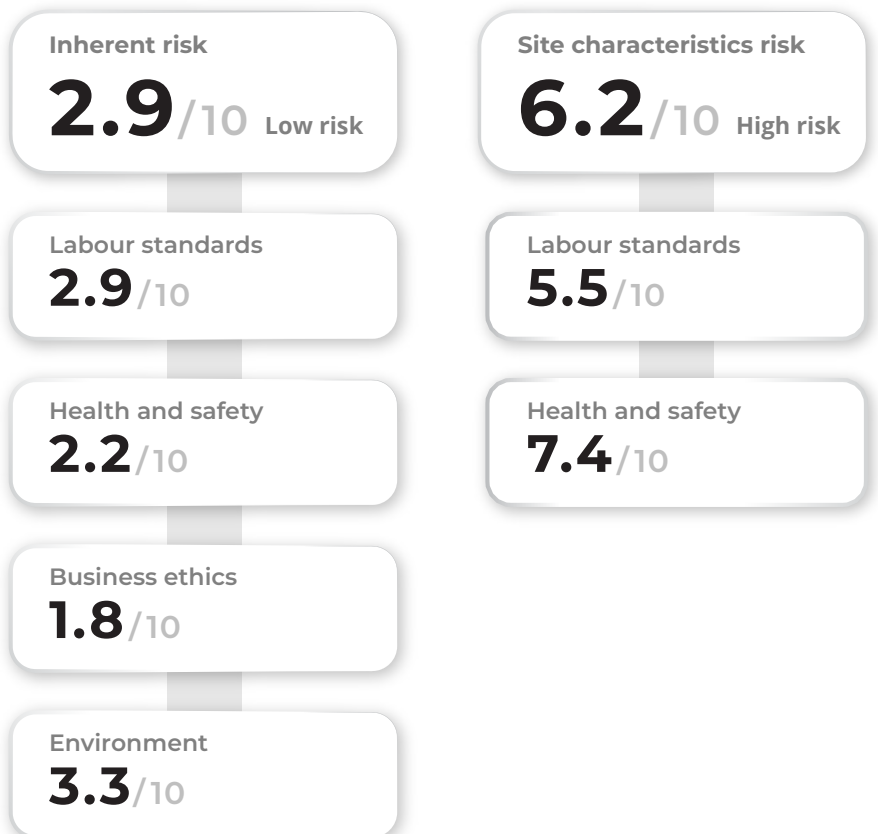 Inherent risk
2.9/10 Low risk
Labour standards
2.9/10
Health and safety
2.2/10
Business ethics
1.8/10
Environment
3.3/10
Site characteristics risk
6.2/10 High risk
Labour standards
5.5/10
Health and safety
7.4/10